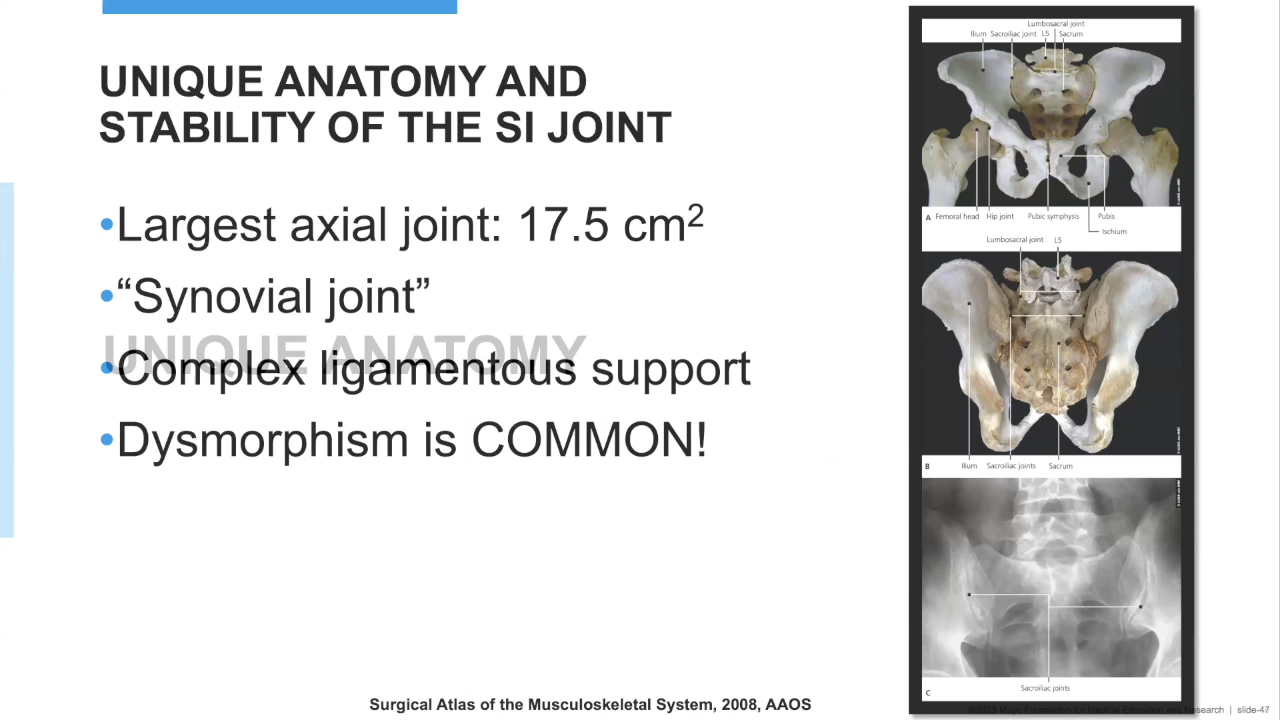 UNIQUE ANATOMY AND
STABILITY OF THE SI JOINT
•Largest axial joint: 17.5 cm²
•“Synovial joint”
UNIQUE ANATOMY
•Complex ligamentous support
•Dysmorphism is COMMON!
Surgical Atlas of the Musculoskeletal System, 2008, AAOS
Lumbosacral joint
Ilium Sacroiliac joint L5 Sacrum
A Femoral head Hip joint Pubic symphysis Pubis
Ischium
Lumbosacral joint L5
B Ilium Sacroiliac joints Sacrum
C
Sacroiliac joints
©2023 Mayo Foundation for Medical Education and Research | slide-47